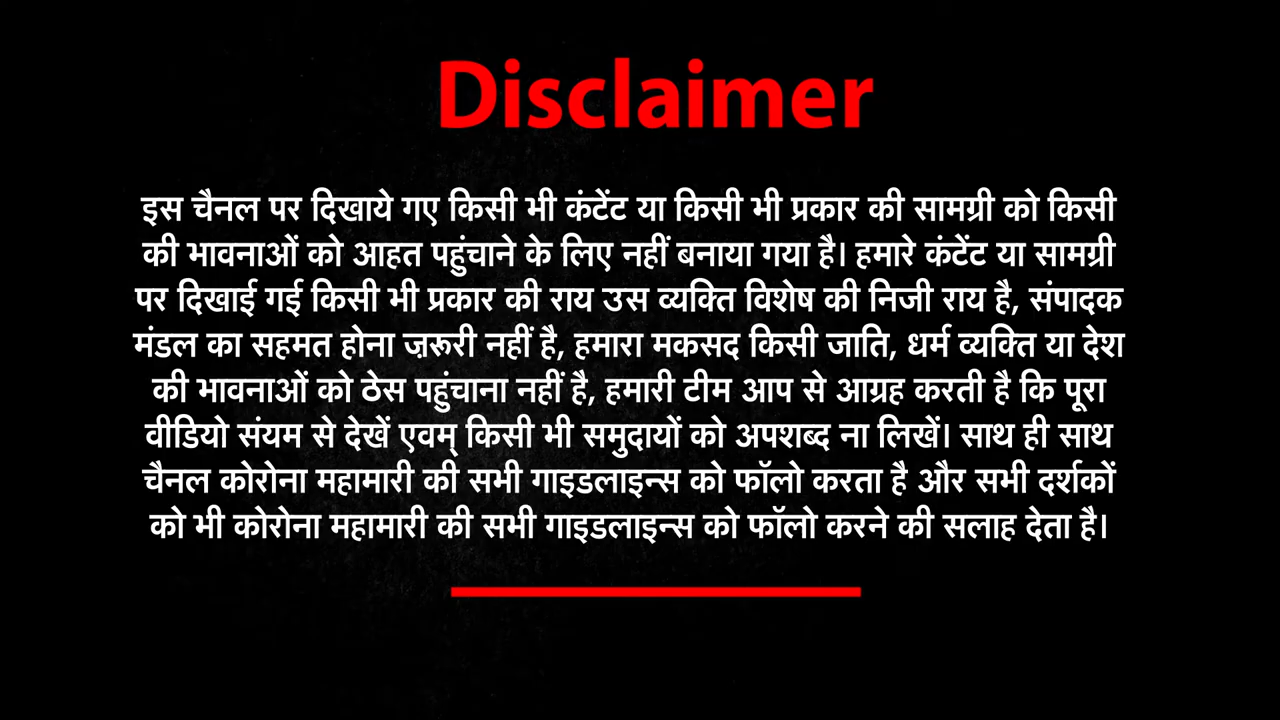 Disclaimer
इस चैनल पर दिखाये गए किसी भी कंटेंट या किसी भी प्रकार की सामग्री को किसी
की भावनाओं को आहत पहुंचाने के लिए नहीं बनाया गया है। हमारे कंटेंट या सामग्री
पर दिखाई गई किसी भी प्रकार की राय उस व्यक्ति विशेष की निजी राय है, संपादक
मंडल का सहमत होना ज़रूरी नहीं है, हमारा मकसद किसी जाति, धर्म व्यक्ति या देश
की भावनाओं को ठेस पहुंचाना नहीं है, हमारी टीम आप से आग्रह करती है कि पूरा
वीडियो संयम से देखें एवम् किसी भी समुदायों को अपशब्द ना लिखें। साथ ही साथ
चैनल कोरोना महामारी की सभी गाइडलाइन्स को फॉलो करता है और सभी दर्शकों
को भी कोरोना महामारी की सभी गाइडलाइन्स को फॉलो करने की सलाह देता है।